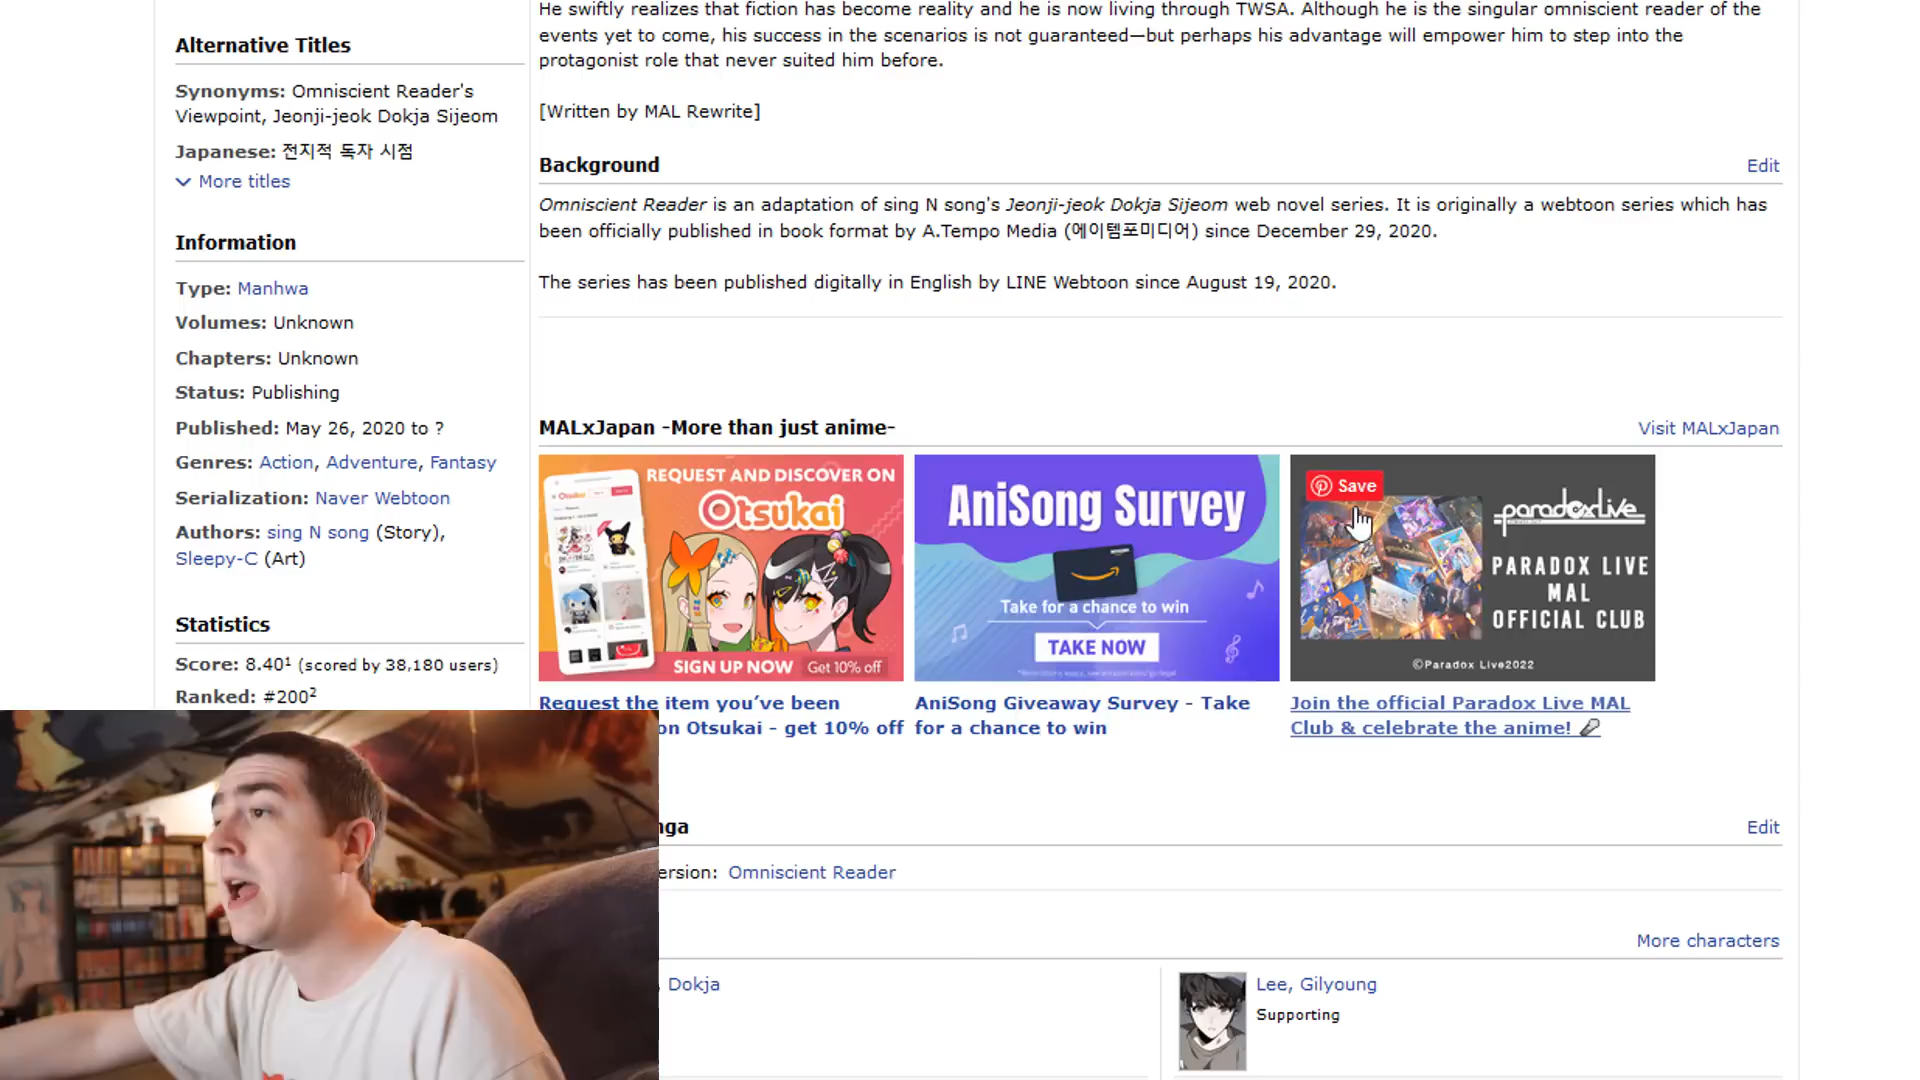 He swiftly realizes that fiction has become reality and he is now living through TWSA. Although he is the singular omniscient reader of the
events yet to come, his success in the scenarios is not guaranteed—but perhaps his advantage will empower him to step into the
protagonist role that never suited him before.
[Written by MAL Rewrite]
Alternative Titles
Synonyms: Omniscient Reader's
Viewpoint, Jeonji-jeok Dokja Sijeom
Japanese: 전지적 독자 시점
More titles
Information
Type: Manhwa
Volumes: Unknown
Chapters: Unknown
Status: Publishing
Published: May 26, 2020 to ?
Genres: Action, Adventure, Fantasy
Serialization: Naver Webtoon
Authors: sing N song (Story),
Sleepy-C (Art)
Statistics
Score: 8.40¹ (scored by 38,180 users)
Ranked: #200²
Background
Edit
Omniscient Reader is an adaptation of sing N song's Jeonji-jeok Dokja Sijeom web novel series. It is originally a webtoon series which has
been officially published in book format by A.Tempo Media (에이템포미디어) since December 29, 2020.
The series has been published digitally in English by LINE Webtoon since August 19, 2020.
MALxJapan -More than just anime-
Visit MALxJapan
REQUEST AND DISCOVER ON
Otsukai
SIGN UP NOW Get 10% off
Request the item you've been
on Otsukai - get 10% off
AniSong Survey
Take for a chance to win
TAKE NOW
AniSong Giveaway Survey - Take
for a chance to win
Save
paradoxlive
PARADOX LIVE
MAL
OFFICIAL CLUB
©Paradox Live2022
Join the official Paradox Live MAL
Club & celebrate the anime! 🎤
nga
Edit
ersion: Omniscient Reader
More characters
, Dokja
Lee, Gilyoung
Supporting